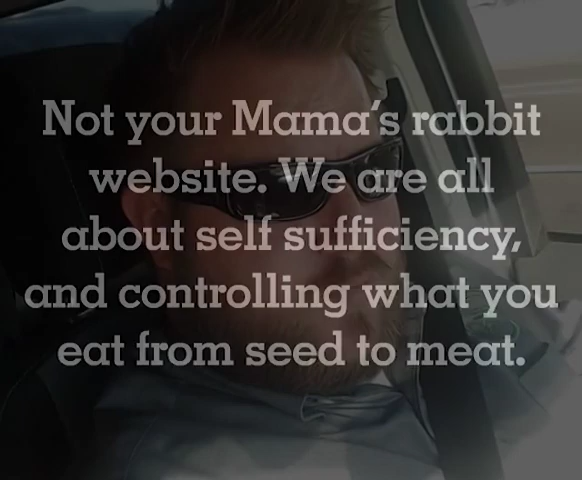 Not your Mama's rabbit
website. We are all
about self sufficiency,
and controlling what you
eat from seed to meat.